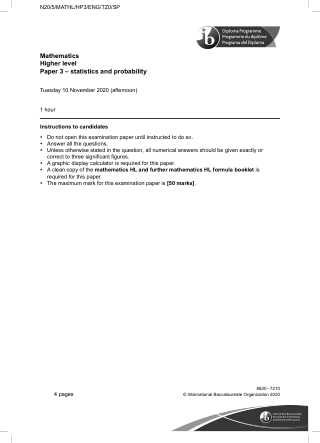 N20/5/MATHL/HP3/ENG/TZ0/SP
Diploma Programme
Programme du diplôme
Programa del Diploma
Mathematics
Higher level
Paper 3 – statistics and probability
Tuesday 10 November 2020 (afternoon)
1 hour
Instructions to candidates
• Do not open this examination paper until instructed to do so.
• Answer all the questions.
• Unless otherwise stated in the question, all numerical answers should be given exactly or
correct to three significant figures.
• A graphic display calculator is required for this paper.
• A clean copy of the mathematics HL and further mathematics HL formula booklet is
required for this paper.
• The maximum mark for this examination paper is [50 marks].
8820 – 7210
4 pages
© International Baccalaureate Organization 2020